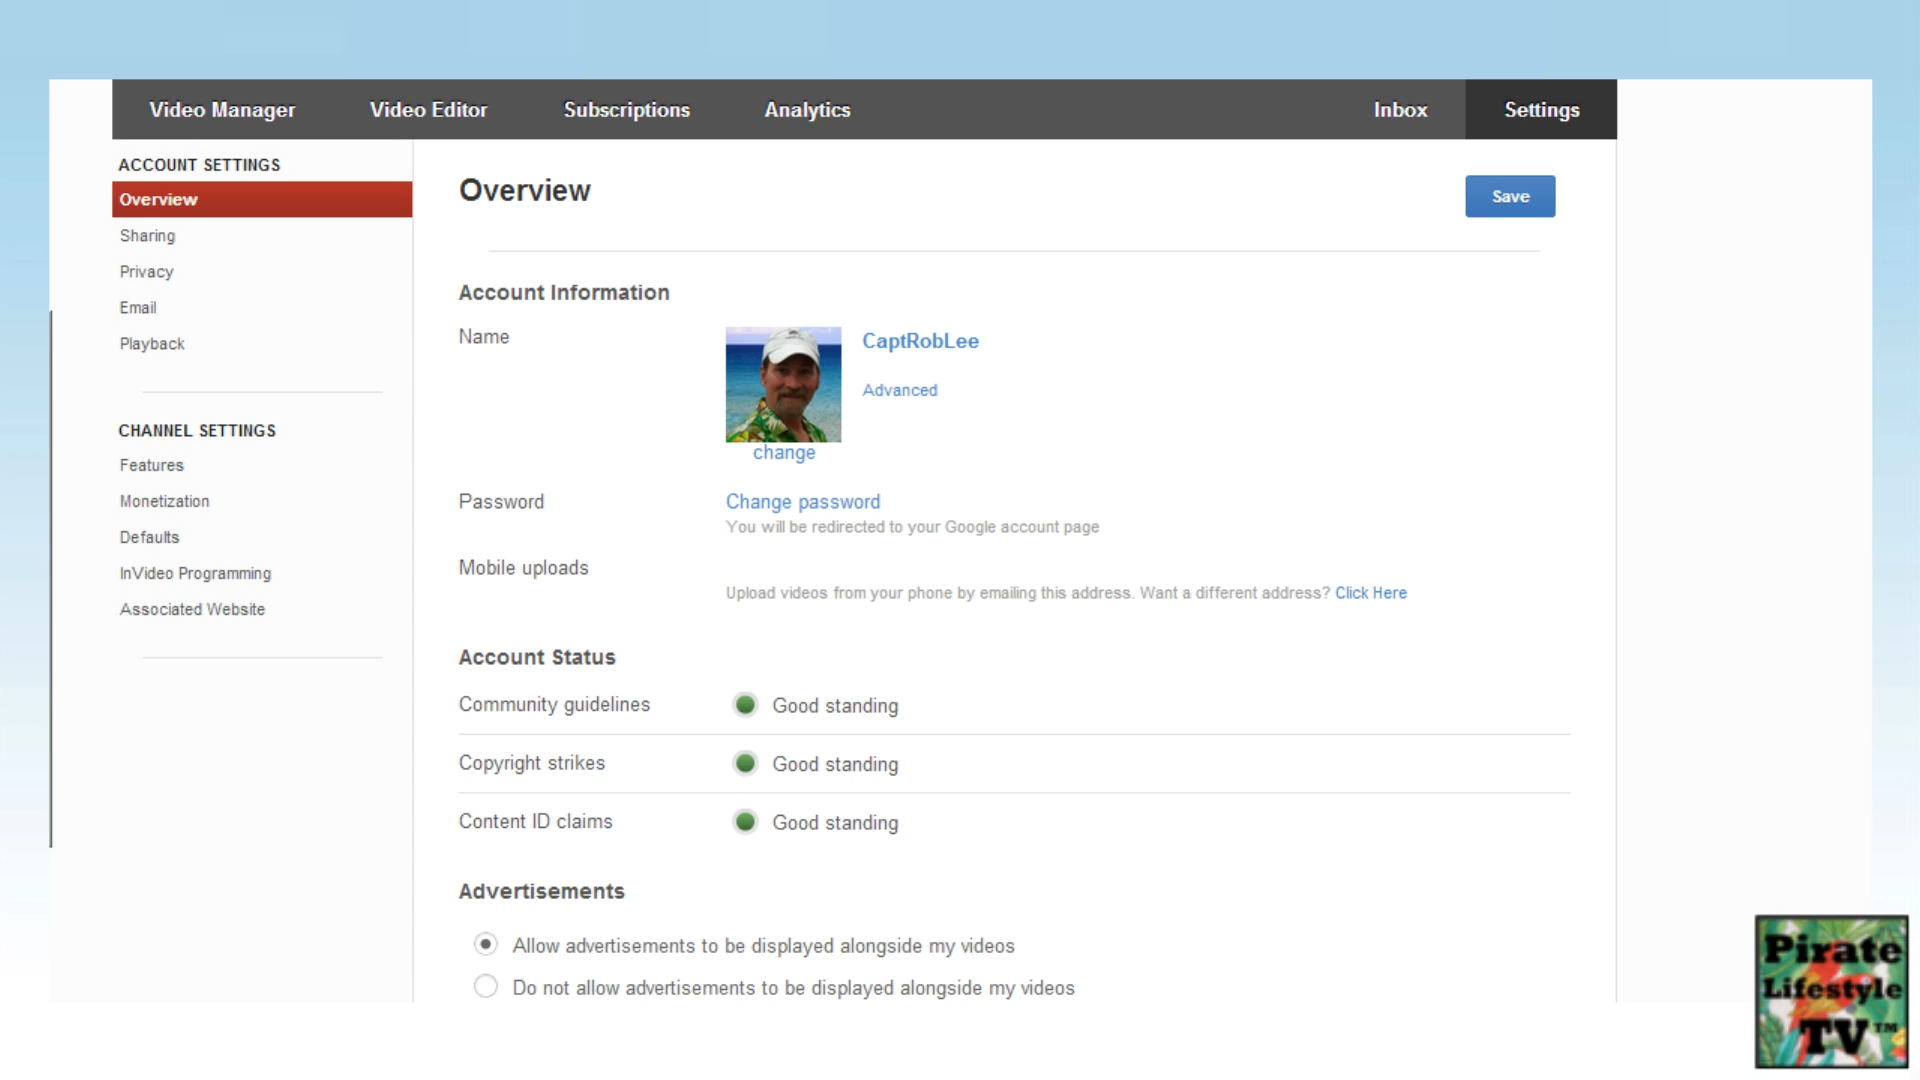 Video Manager Video Editor Subscriptions Analytics Inbox Settings
ACCOUNT SETTINGS
Overview
Sharing
Privacy
Email
Playback
CHANNEL SETTINGS
Features
Monetization
Defaults
InVideo Programming
Associated Website
Overview
Save
Account Information
Name
CaptRobLee
Advanced
change
Password
Change password
You will be redirected to your Google account page
Mobile uploads
Upload videos from your phone by emailing this address. Want a different address? Click Here
Account Status
Community guidelines Good standing
Copyright strikes Good standing
Content ID claims Good standing
Advertisements
Allow advertisements to be displayed alongside my videos
Do not allow advertisements to be displayed alongside my videos
Pirate
Lifestyle
TV™